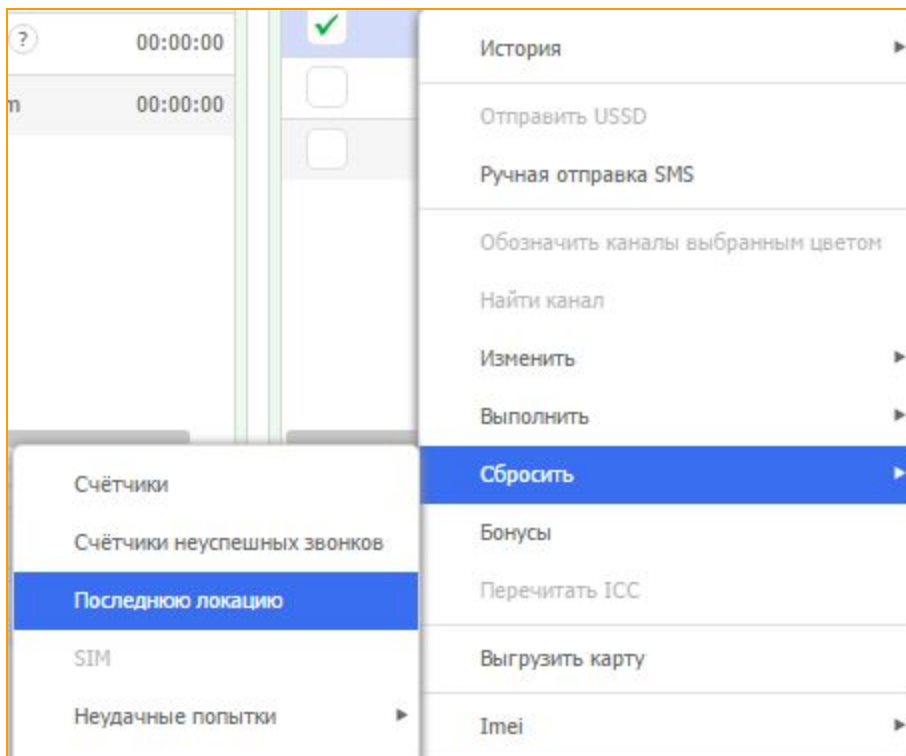 ?
00:00:00
m
00:00:00
История
Отправить USSD
Ручная отправка SMS
Обозначить каналы выбранным цветом
Найти канал
Изменить
Выполнить
Сбросить
Бонусы
Перечитать ICC
Выгрузить карту
Imei
Счётчики
Счётчики неуспешных звонков
Последнюю локацию
SIM
Неудачные попытки